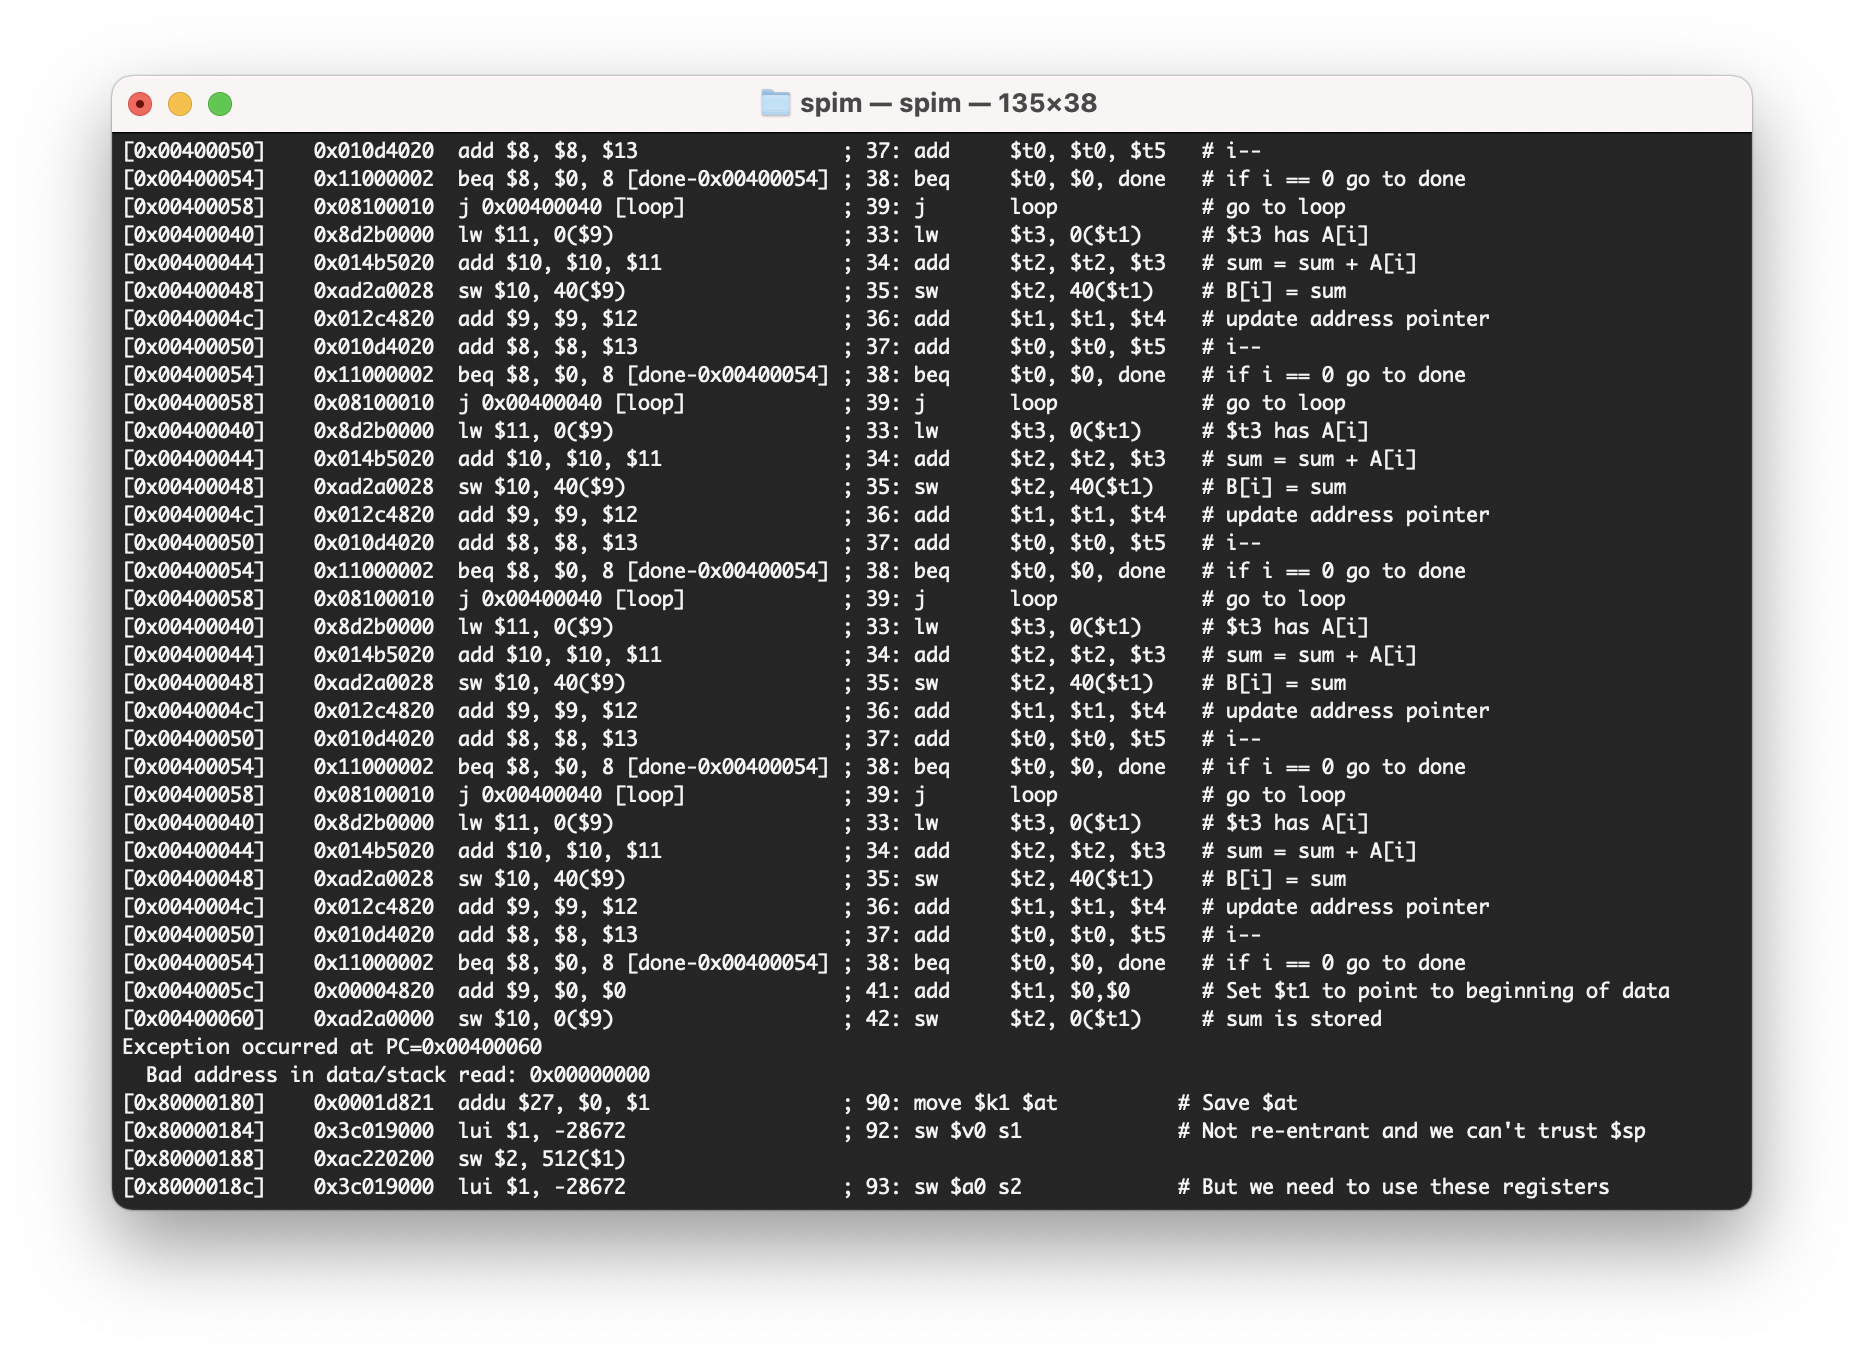 spim — spim — 135×38
[0x00400050]    0x010d4020  add $8, $8, $13                 ; 37: add     $t0, $t0, $t5   # i--
[0x00400054]    0x11000002  beq $8, $0, 8 [done-0x00400054] ; 38: beq     $t0, $0, done   # if i == 0 go to done
[0x00400058]    0x08100010  j 0x00400040 [loop]             ; 39: j       loop            # go to loop
[0x00400040]    0x8d2b0000  lw $11, 0($9)                   ; 33: lw      $t3, 0($t1)     # $t3 has A[i]
[0x00400044]    0x014b5020  add $10, $10, $11               ; 34: add     $t2, $t2, $t3   # sum = sum + A[i]
[0x00400048]    0xad2a0028  sw $10, 40($9)                  ; 35: sw      $t2, 40($t1)    # B[i] = sum
[0x0040004c]    0x012c4820  add $9, $9, $12                 ; 36: add     $t1, $t1, $t4   # update address pointer
[0x00400050]    0x010d4020  add $8, $8, $13                 ; 37: add     $t0, $t0, $t5   # i--
[0x00400054]    0x11000002  beq $8, $0, 8 [done-0x00400054] ; 38: beq     $t0, $0, done   # if i == 0 go to done
[0x00400058]    0x08100010  j 0x00400040 [loop]             ; 39: j       loop            # go to loop
[0x00400040]    0x8d2b0000  lw $11, 0($9)                   ; 33: lw      $t3, 0($t1)     # $t3 has A[i]
[0x00400044]    0x014b5020  add $10, $10, $11               ; 34: add     $t2, $t2, $t3   # sum = sum + A[i]
[0x00400048]    0xad2a0028  sw $10, 40($9)                  ; 35: sw      $t2, 40($t1)    # B[i] = sum
[0x0040004c]    0x012c4820  add $9, $9, $12                 ; 36: add     $t1, $t1, $t4   # update address pointer
[0x00400050]    0x010d4020  add $8, $8, $13                 ; 37: add     $t0, $t0, $t5   # i--
[0x00400054]    0x11000002  beq $8, $0, 8 [done-0x00400054] ; 38: beq     $t0, $0, done   # if i == 0 go to done
[0x00400058]    0x08100010  j 0x00400040 [loop]             ; 39: j       loop            # go to loop
[0x00400040]    0x8d2b0000  lw $11, 0($9)                   ; 33: lw      $t3, 0($t1)     # $t3 has A[i]
[0x00400044]    0x014b5020  add $10, $10, $11               ; 34: add     $t2, $t2, $t3   # sum = sum + A[i]
[0x00400048]    0xad2a0028  sw $10, 40($9)                  ; 35: sw      $t2, 40($t1)    # B[i] = sum
[0x0040004c]    0x012c4820  add $9, $9, $12                 ; 36: add     $t1, $t1, $t4   # update address pointer
[0x00400050]    0x010d4020  add $8, $8, $13                 ; 37: add     $t0, $t0, $t5   # i--
[0x00400054]    0x11000002  beq $8, $0, 8 [done-0x00400054] ; 38: beq     $t0, $0, done   # if i == 0 go to done
[0x00400058]    0x08100010  j 0x00400040 [loop]             ; 39: j       loop            # go to loop
[0x00400040]    0x8d2b0000  lw $11, 0($9)                   ; 33: lw      $t3, 0($t1)     # $t3 has A[i]
[0x00400044]    0x014b5020  add $10, $10, $11               ; 34: add     $t2, $t2, $t3   # sum = sum + A[i]
[0x00400048]    0xad2a0028  sw $10, 40($9)                  ; 35: sw      $t2, 40($t1)    # B[i] = sum
[0x0040004c]    0x012c4820  add $9, $9, $12                 ; 36: add     $t1, $t1, $t4   # update address pointer
[0x00400050]    0x010d4020  add $8, $8, $13                 ; 37: add     $t0, $t0, $t5   # i--
[0x00400054]    0x11000002  beq $8, $0, 8 [done-0x00400054] ; 38: beq     $t0, $0, done   # if i == 0 go to done
[0x0040005c]    0x00004820  add $9, $0, $0                  ; 41: add     $t1, $0,$0      # Set $t1 to point to beginning of data
[0x00400060]    0xad2a0000  sw $10, 0($9)                   ; 42: sw      $t2, 0($t1)     # sum is stored
Exception occurred at PC=0x00400060
  Bad address in data/stack read: 0x00000000
[0x80000180]    0x0001d821  addu $27, $0, $1                ; 90: move $k1 $at          # Save $at
[0x80000184]    0x3c019000  lui $1, -28672                  ; 92: sw $v0 s1             # Not re-entrant and we can't trust $sp
[0x80000188]    0xac220200  sw $2, 512($1)
[0x8000018c]    0x3c019000  lui $1, -28672                  ; 93: sw $a0 s2             # But we need to use these registers